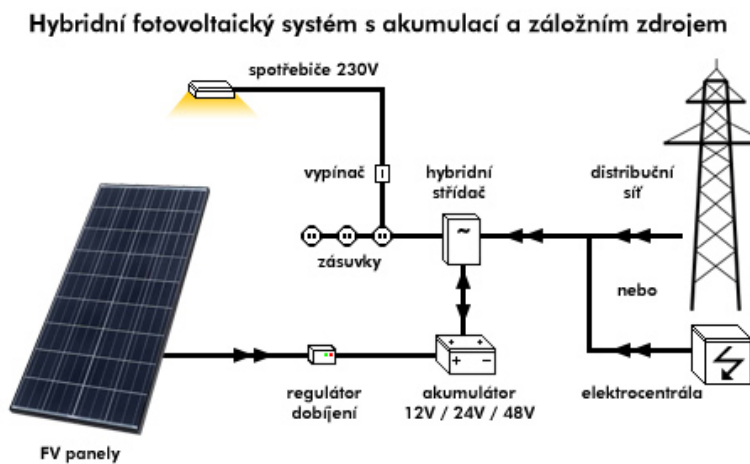 Hybridní fotovoltaický systém s akumulací a záložním zdrojem
spotřebiče 230V
vypínač
hybridní
střídač
distribuční
síť
~
zásuvky
nebo
+ −
regulátor
dobíjení
akumulátor
12V / 24V / 48V
elektrocentrála
FV panely